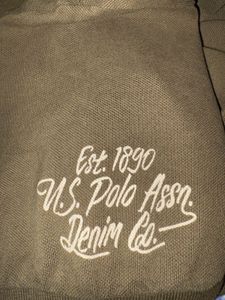 Est. 1890
U.S. Polo Assn.
Denim Co.